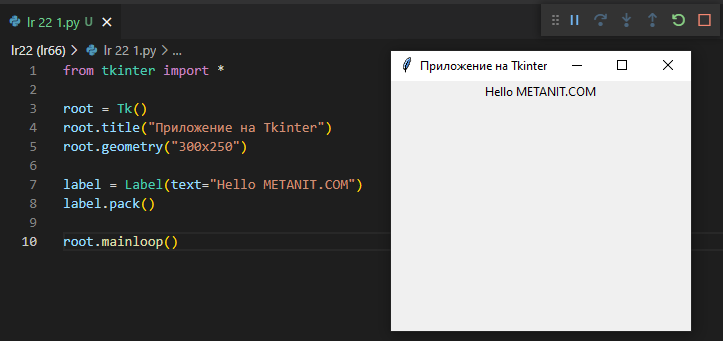 lr 22 1.py U
lr22 (lr66) > lr 22 1.py > ...
1 from tkinter import *
2
3 root = Tk()
4 root.title("Приложение на Tkinter")
5 root.geometry("300x250")
6
7 label = Label(text="Hello METANIT.COM")
8 label.pack()
9
10 root.mainloop()
Приложение на Tkinter
Hello METANIT.COM